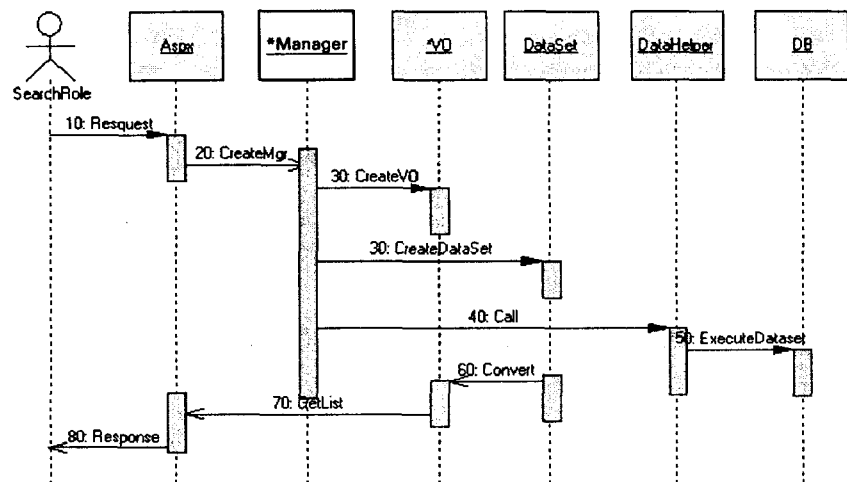 Aspx
*Manager
*VO
DataSet
DataHelper
DB
SearchRole
10: Resquest
20: CreateMgr
30: CreateVO
30: CreateDataSet
40: Call
50: ExecuteDataset
60: Convert
70: GetList
80: Response